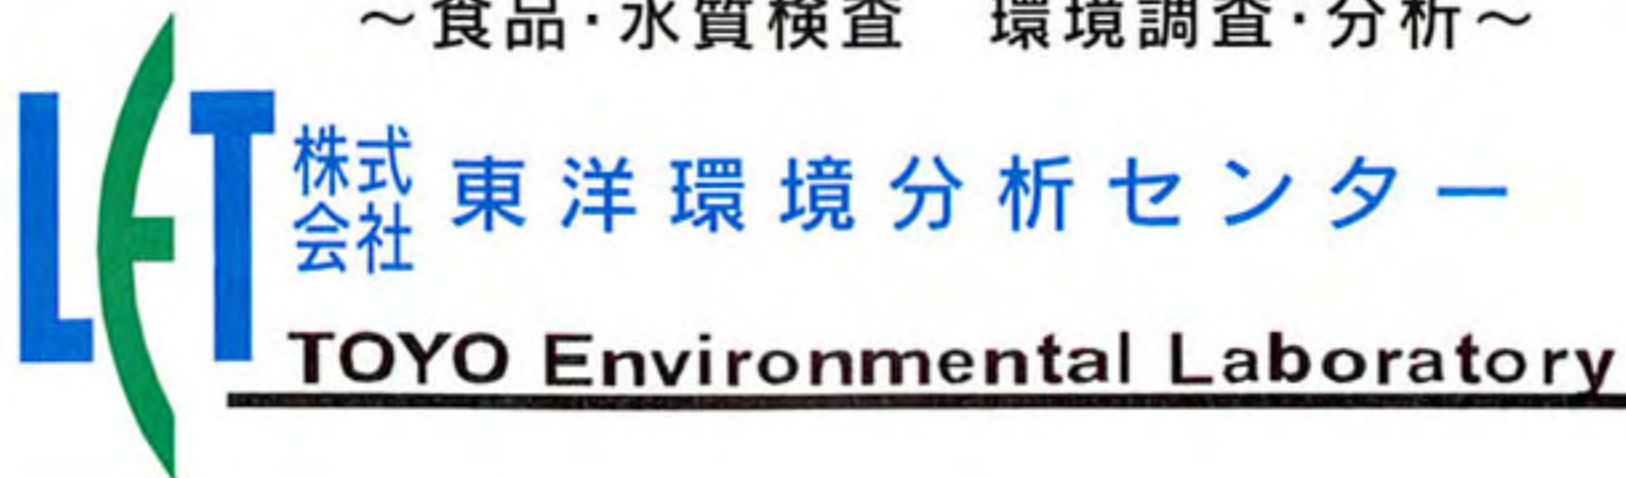 ～食品・水質検査　環境調査・分析～
LET
株式会社 東洋環境分析センター
TOYO Environmental Laboratory